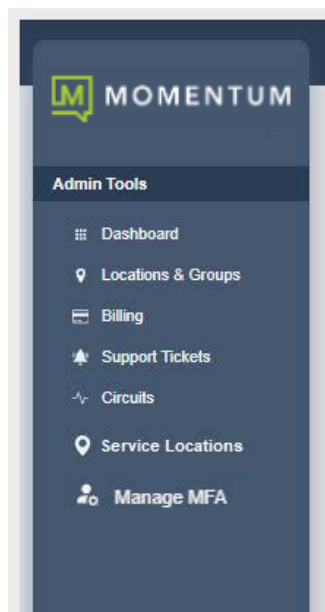 M MOMENTUM
Admin Tools
Dashboard
Locations & Groups
Billing
Support Tickets
Circuits
Service Locations
Manage MFA